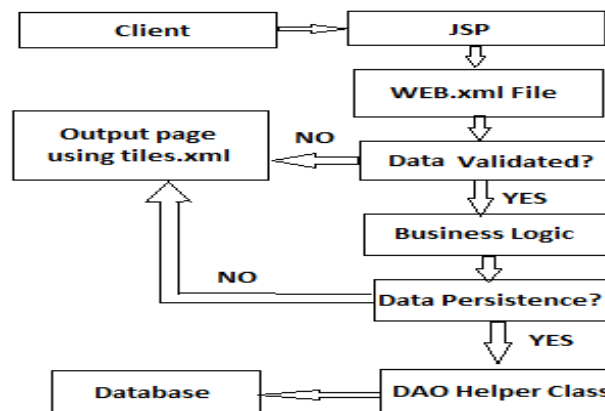 Client
JSP
WEB.xml File
Output page
using tiles.xml
NO
Data Validated?
YES
Business Logic
NO
Data Persistence?
YES
Database
DAO Helper Class